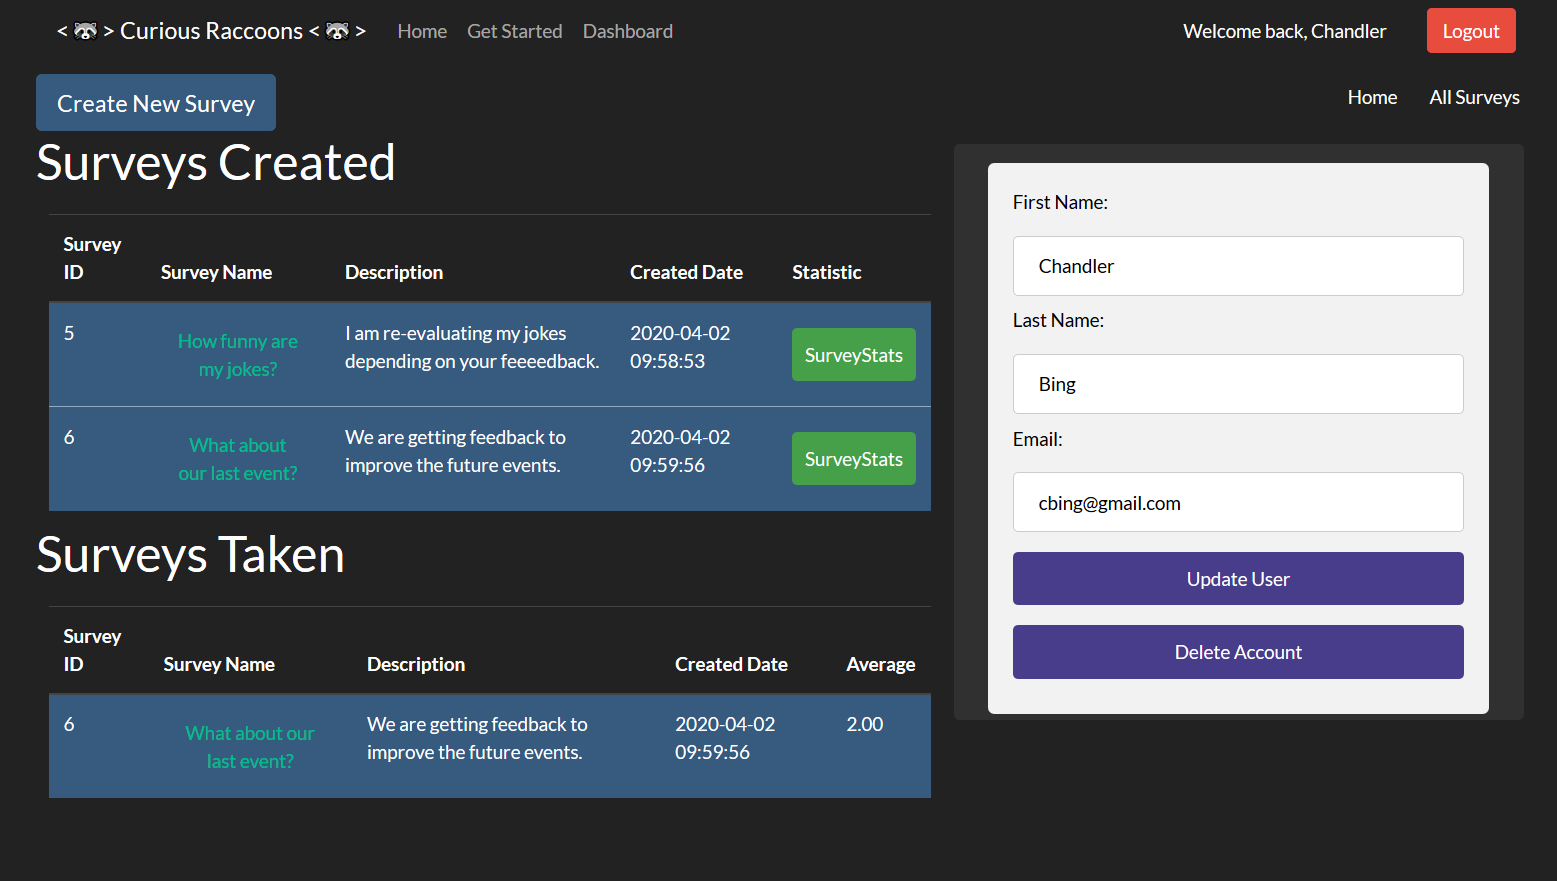 < 🦝 > Curious Raccoons < 🦝 > Home Get Started Dashboard Welcome back, Chandler Logout
Create New Survey Home All Surveys
Surveys Created
Survey
ID Survey Name Description Created Date Statistic
5 How funny are
my jokes? I am re-evaluating my jokes
depending on your feeeedback. 2020-04-02
09:58:53 SurveyStats
6 What about
our last event? We are getting feedback to
improve the future events. 2020-04-02
09:59:56 SurveyStats
Surveys Taken
Survey
ID Survey Name Description Created Date Average
6 What about our
last event? We are getting feedback to
improve the future events. 2020-04-02
09:59:56 2.00
First Name:
Chandler
Last Name:
Bing
Email:
cbing@gmail.com
Update User
Delete Account